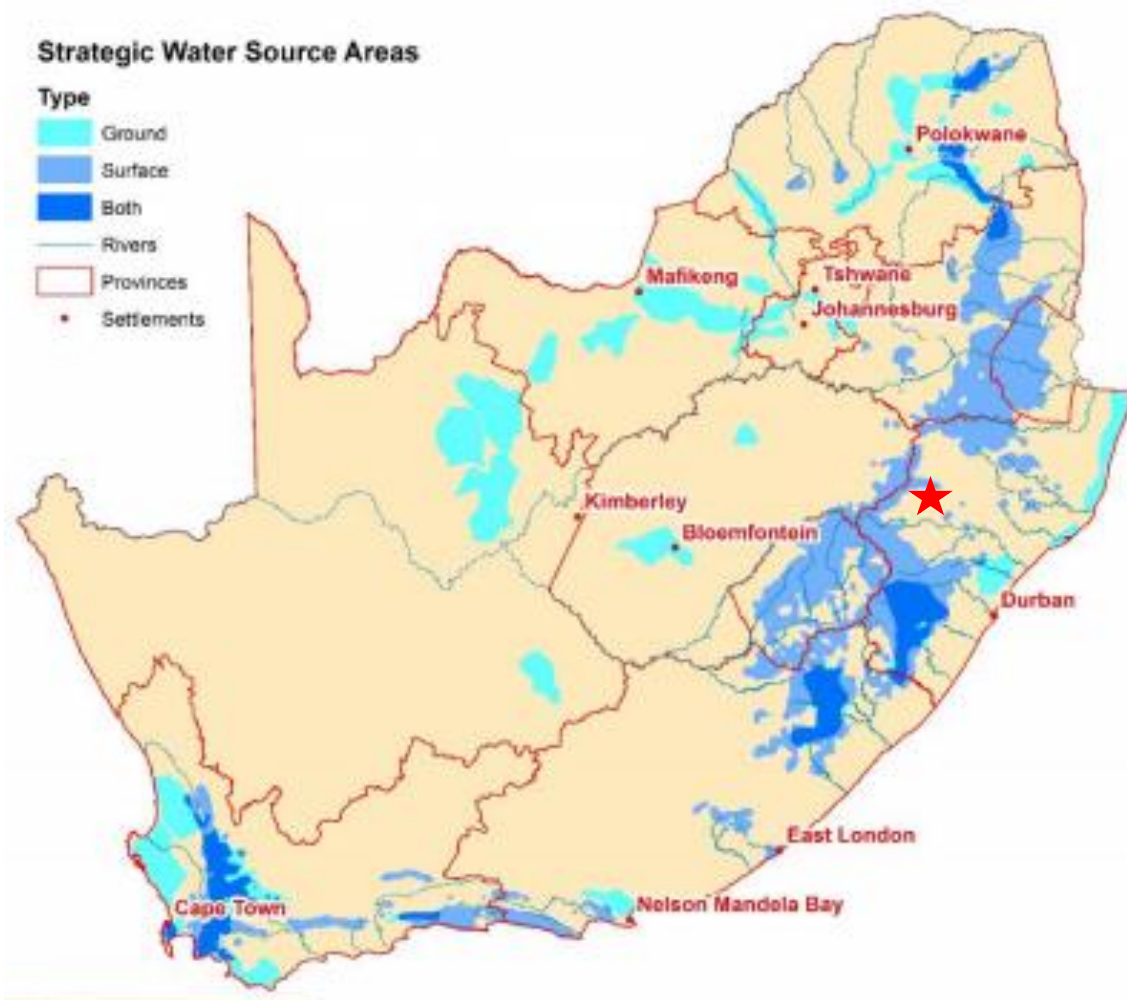 Strategic Water Source Areas
Type
Ground
Surface
Both
Rivers
Provinces
Settlements
Polokwane
Tshwane
Mafikeng
Johannesburg
Kimberley
Bloemfontein
Durban
East London
Nelson Mandela Bay
Cape Town